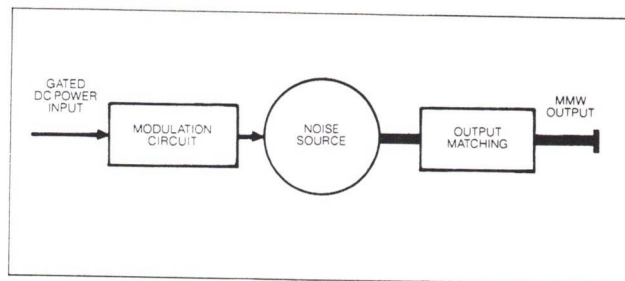 GATED
DC POWER
INPUT
MODULATION
CIRCUIT
NOISE
SOURCE
OUTPUT
MATCHING
MMW
OUTPUT